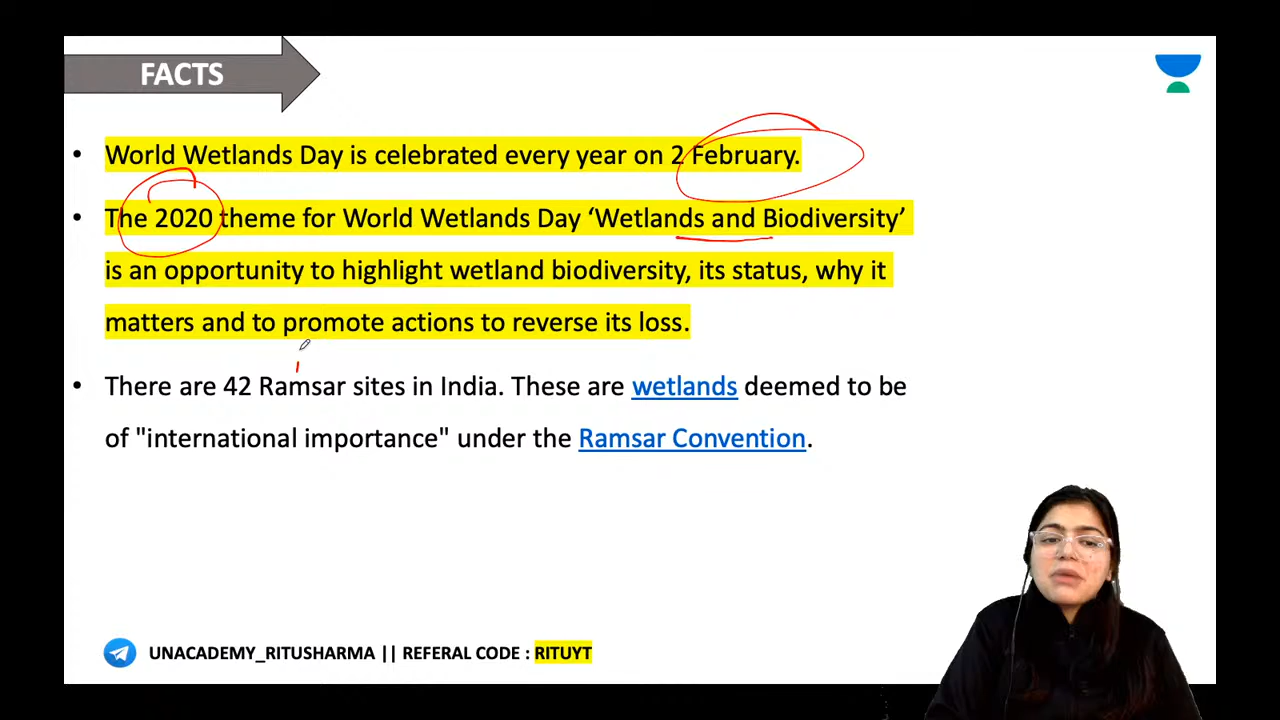 FACTS
• World Wetlands Day is celebrated every year on 2 February.
• The 2020 theme for World Wetlands Day ‘Wetlands and Biodiversity’
is an opportunity to highlight wetland biodiversity, its status, why it
matters and to promote actions to reverse its loss.
• There are 42 Ramsar sites in India. These are wetlands deemed to be
of "international importance" under the Ramsar Convention.
UNACADEMY_RITUSHARMA || REFERAL CODE : RITUYT